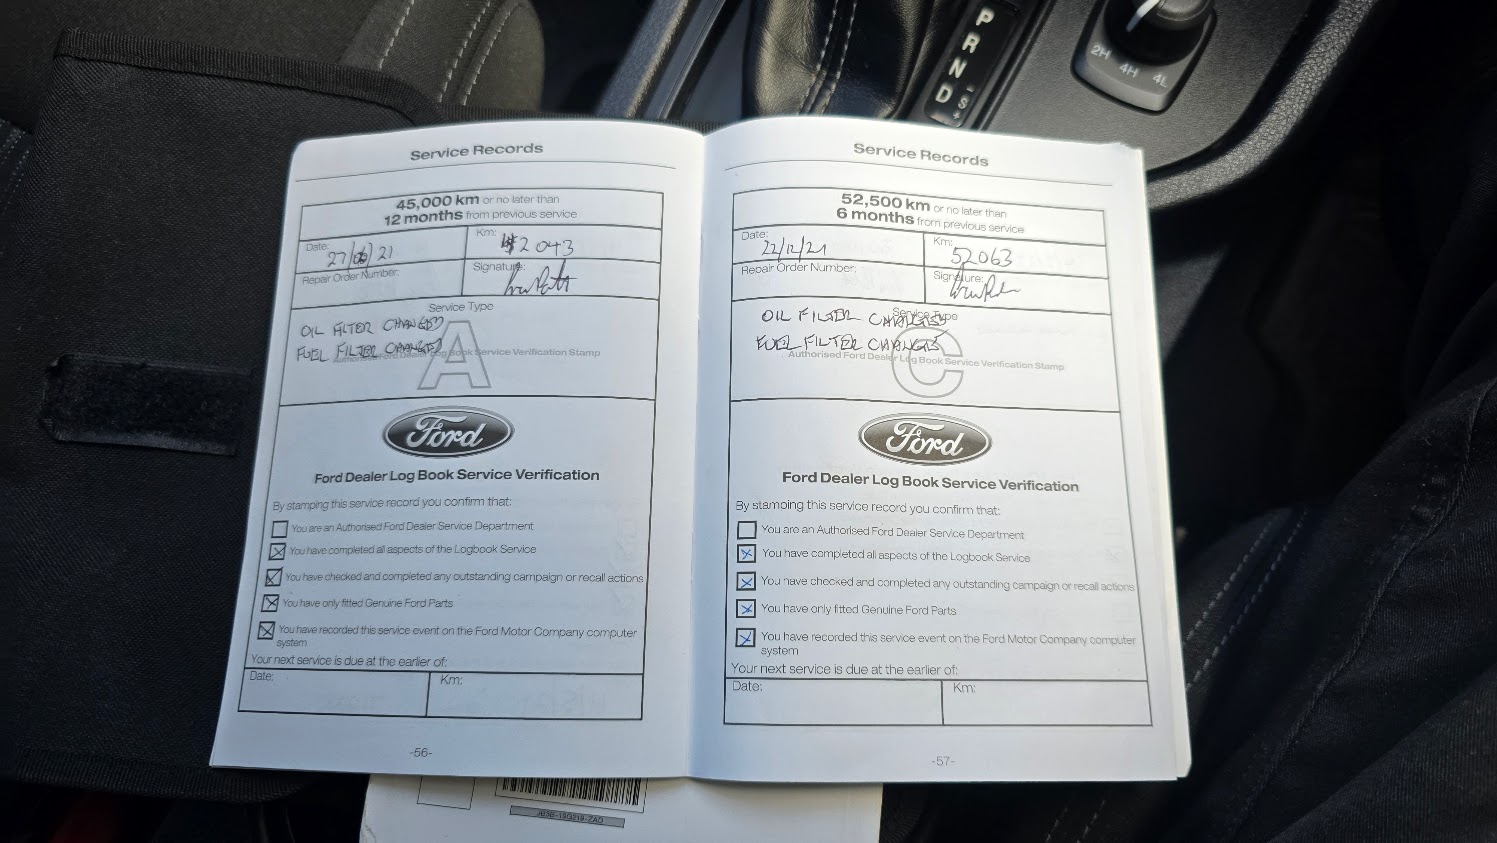 P
R
N
D
-
S
+
2H
4H
4L
Service Records
45,000 km or no later than
12 months from previous service
Date:
27/06/21
Km:
42043
Repair Order Number:
Signature:
Service Type
OIL FILTER CHANGED
FUEL FILTER CHANGED
A
Authorised Ford Dealer Log Book Service Verification Stamp
Ford
Ford Dealer Log Book Service Verification
By stamping this service record you confirm that:
You are an Authorised Ford Dealer Service Department
You have completed all aspects of the Logbook Service
You have checked and completed any outstanding campaign or recall actions
You have only fitted Genuine Ford Parts
You have recorded this service event on the Ford Motor Company computer
system
Your next service is due at the earlier of:
Date:
Km:
-56-
Service Records
52,500 km or no later than
6 months from previous service
Date:
22/12/21
Km:
52063
Repair Order Number:
Signature:
Service Type
OIL FILTER CHANGED
FUEL FILTER CHANGED
C
Authorised Ford Dealer Log Book Service Verification Stamp
Ford
Ford Dealer Log Book Service Verification
By stamping this service record you confirm that:
You are an Authorised Ford Dealer Service Department
You have completed all aspects of the Logbook Service
You have checked and completed any outstanding campaign or recall actions
You have only fitted Genuine Ford Parts
You have recorded this service event on the Ford Motor Company computer
system
Your next service is due at the earlier of:
Date:
Km:
-57-